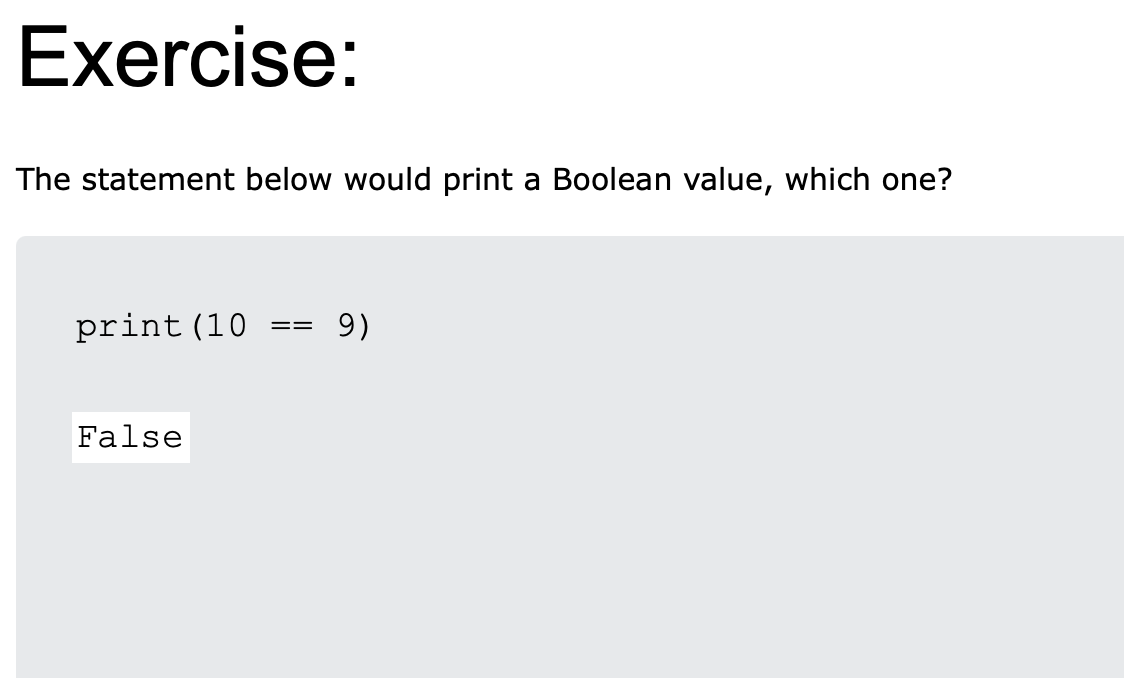 Exercise:
The statement below would print a Boolean value, which one?
print(10 == 9)
False